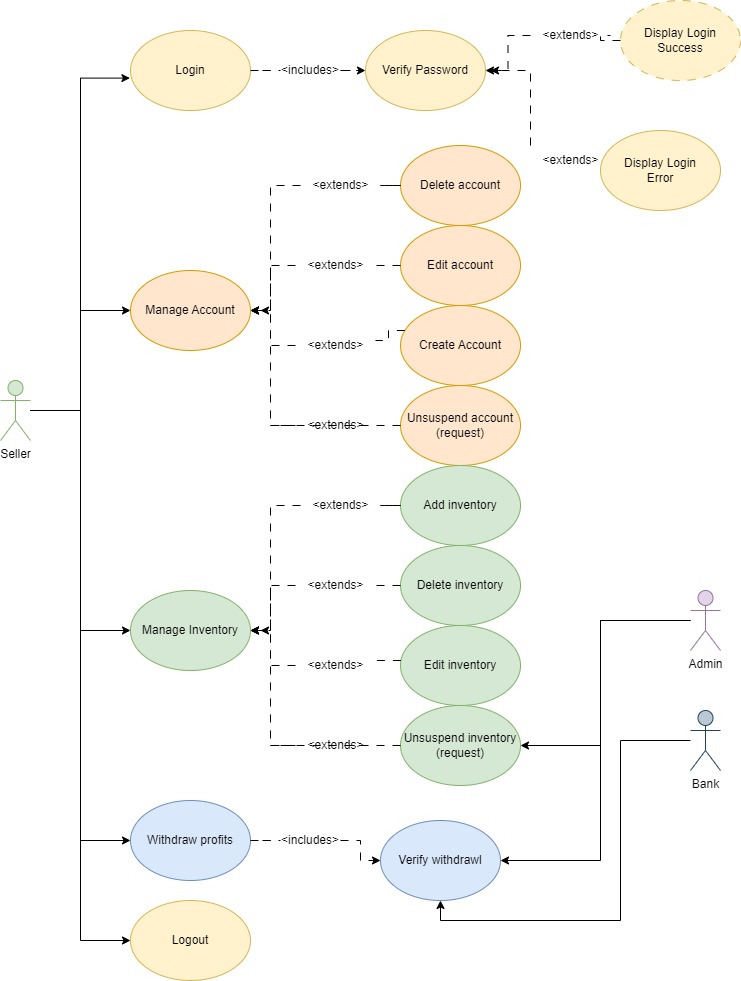 Display Login
Success
<extends>
Login
<includes>
Verify Password
<extends>
Display Login
Error
<extends>
Delete account
<extends>
Edit account
Manage Account
<extends>
Create Account
<extends>
Unsuspend account
(request)
Seller
<extends>
Add inventory
<extends>
Delete inventory
Manage Inventory
<extends>
Edit inventory
Admin
<extends>
Unsuspend inventory
(request)
Bank
Withdraw profits
<includes>
Verify withdrawl
Logout